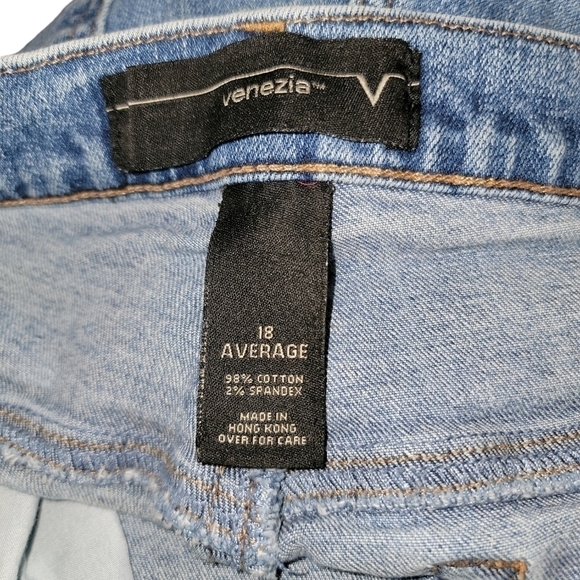 venezia™
18
AVERAGE
98% COTTON
2% SPANDEX
MADE IN
HONG KONG
OVER FOR CARE